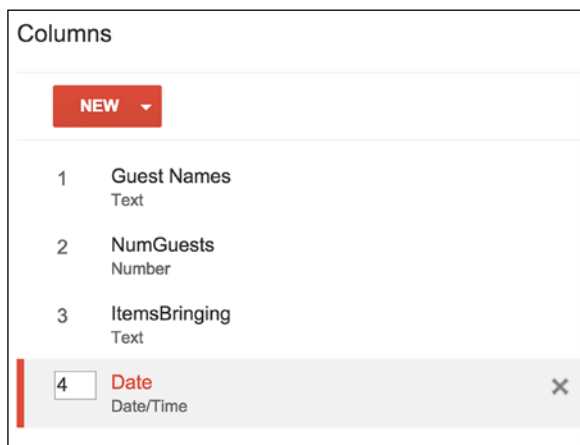 Columns
NEW
1 Guest Names
Text
2 NumGuests
Number
3 ItemsBringing
Text
4 Date
Date/Time